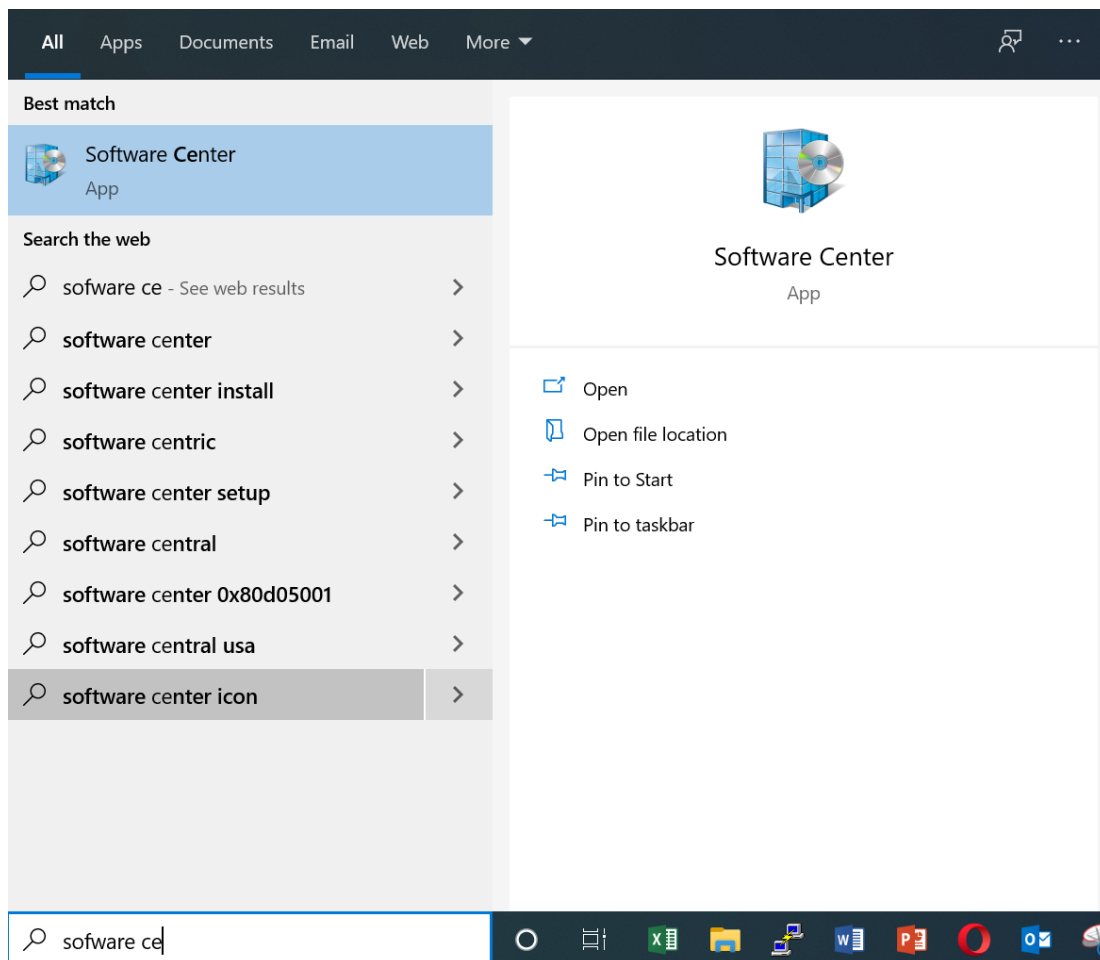 All Apps Documents Email Web More
Best match
Software Center
App
Search the web
sofware ce - See web results
software center
software center install
software centric
software center setup
software central
software center 0x80d05001
software central usa
software center icon
Software Center
App
Open
Open file location
Pin to Start
Pin to taskbar
sofware ce